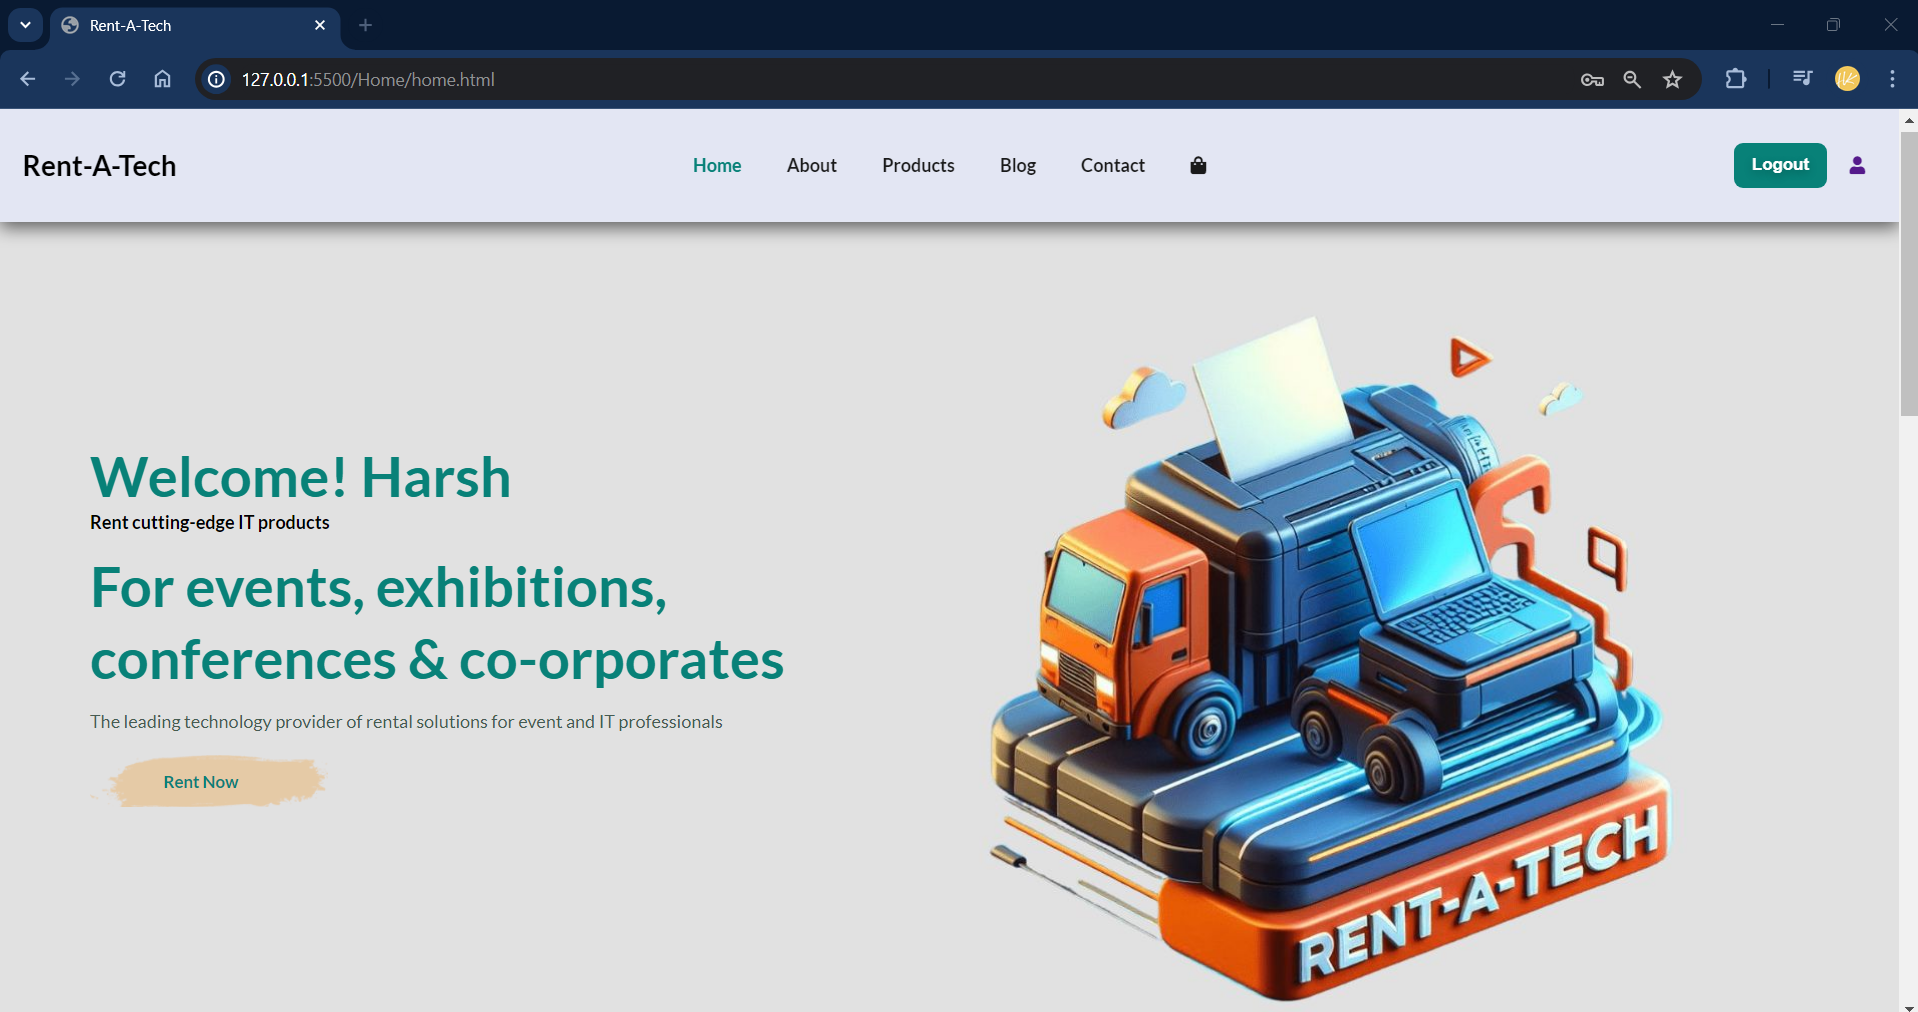 Rent-A-Tech
127.0.0.1:5500/Home/home.html
Rent-A-Tech
Home About Products Blog Contact
Logout
Welcome! Harsh
Rent cutting-edge IT products
For events, exhibitions,
conferences & co-orporates
The leading technology provider of rental solutions for event and IT professionals
Rent Now
RENT-A-TECH